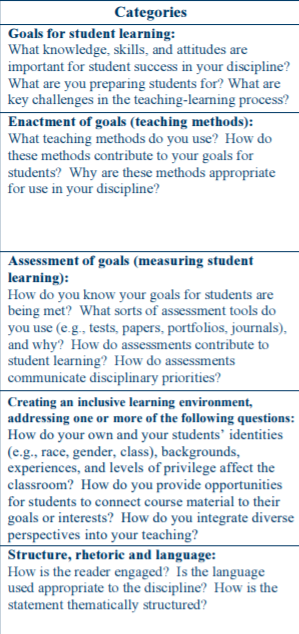 Categories
Goals for student learning:
What knowledge, skills, and attitudes are
important for student success in your discipline?
What are you preparing students for? What are
key challenges in the teaching-learning process?
Enactment of goals (teaching methods):
What teaching methods do you use? How do
these methods contribute to your goals for
students? Why are these methods appropriate
for use in your discipline?
Assessment of goals (measuring student
learning):
How do you know your goals for students are
being met? What sorts of assessment tools do
you use (e.g., tests, papers, portfolios, journals),
and why? How do assessments contribute to
student learning? How do assessments
communicate disciplinary priorities?
Creating an inclusive learning environment,
addressing one or more of the following questions:
How do your own and your students' identities
(e.g., race, gender, class), backgrounds,
experiences, and levels of privilege affect the
classroom? How do you provide opportunities
for students to connect course material to their
goals or interests? How do you integrate diverse
perspectives into your teaching?
Structure, rhetoric and language:
How is the reader engaged? Is the language
used appropriate to the discipline? How is the
statement thematically structured?